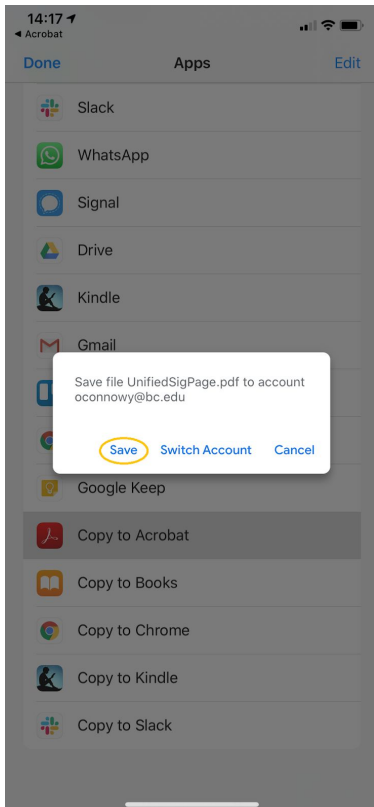 14:17
◀ Acrobat
Done Apps Edit
Slack
WhatsApp
Signal
Drive
Kindle
Gmail
Save file UnifiedSigPage.pdf to account
oconnowy@bc.edu
Save Switch Account Cancel
Google Keep
Copy to Acrobat
Copy to Books
Copy to Chrome
Copy to Kindle
Copy to Slack